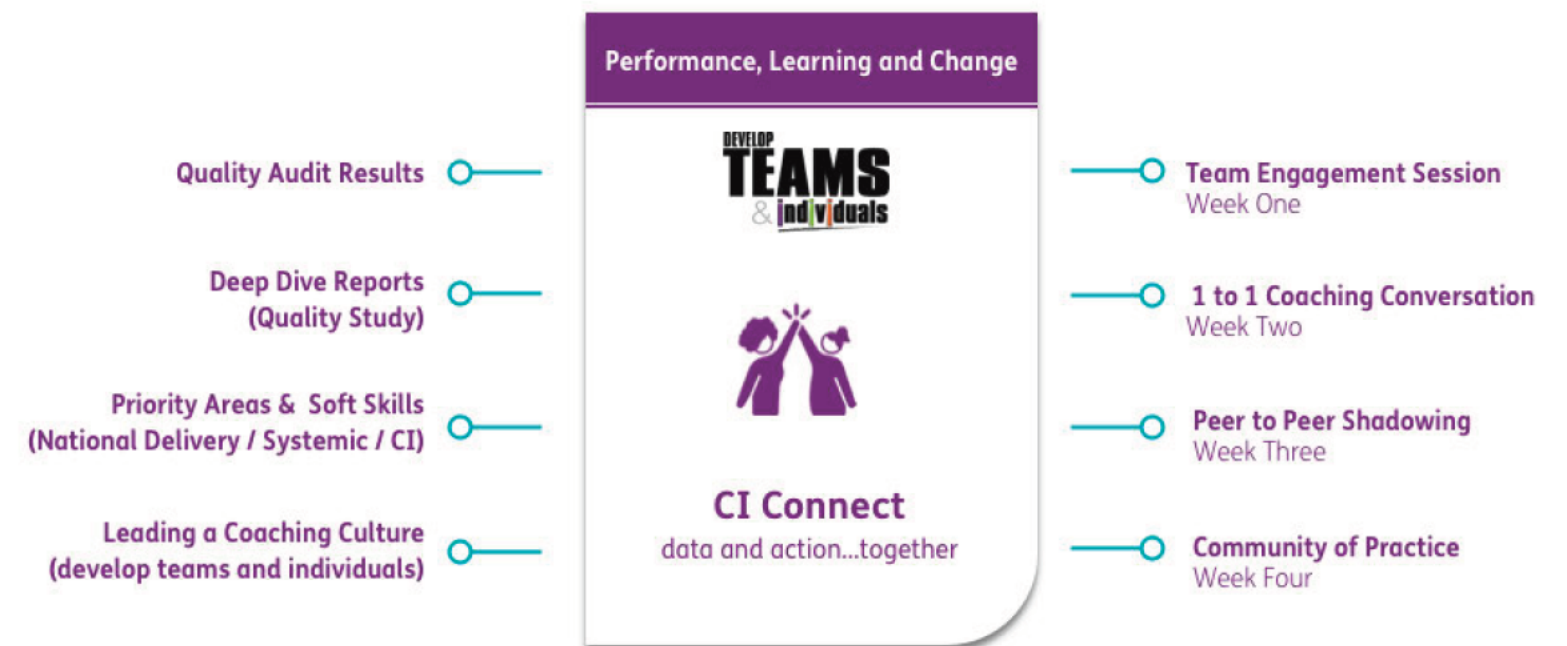 Performance, Learning and Change
DEVELOP
TEAMS
& individuals
Quality Audit Results
Deep Dive Reports
(Quality Study)
Priority Areas & Soft Skills
(National Delivery / Systemic / CI)
Leading a Coaching Culture
(develop teams and individuals)
CI Connect
data and action...together
Team Engagement Session
Week One
1 to 1 Coaching Conversation
Week Two
Peer to Peer Shadowing
Week Three
Community of Practice
Week Four